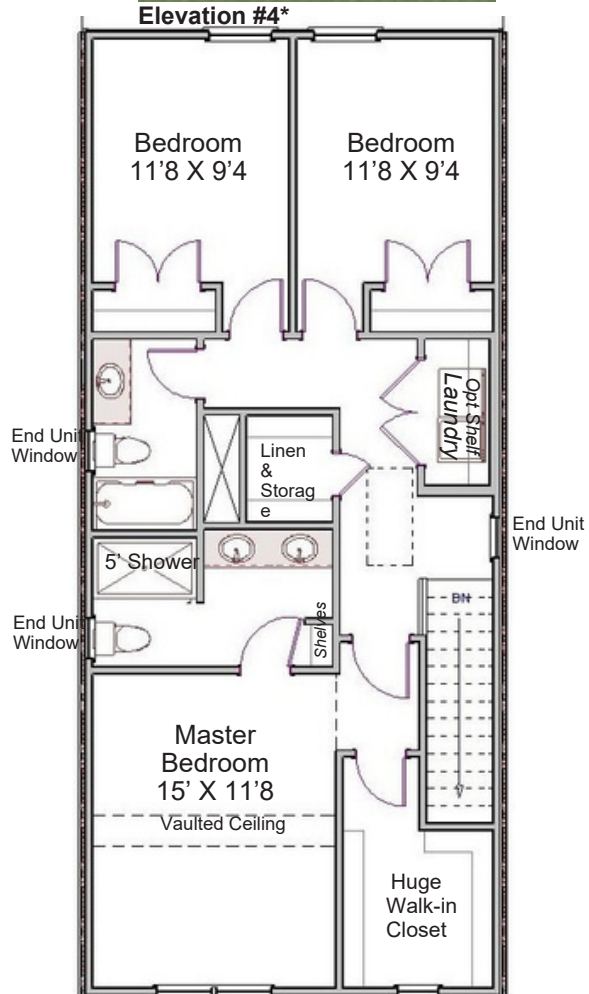 Elevation #4*
Bedroom
11'8 X 9'4
Bedroom
11'8 X 9'4
Opt Shelf
Laundry
End Unit
Window
Linen
&
Storag
e
End Unit
Window
5' Shower
DN
End Unit
Window
Shelves
Master
Bedroom
15' X 11'8
Vaulted Ceiling
Huge
Walk-in
Closet